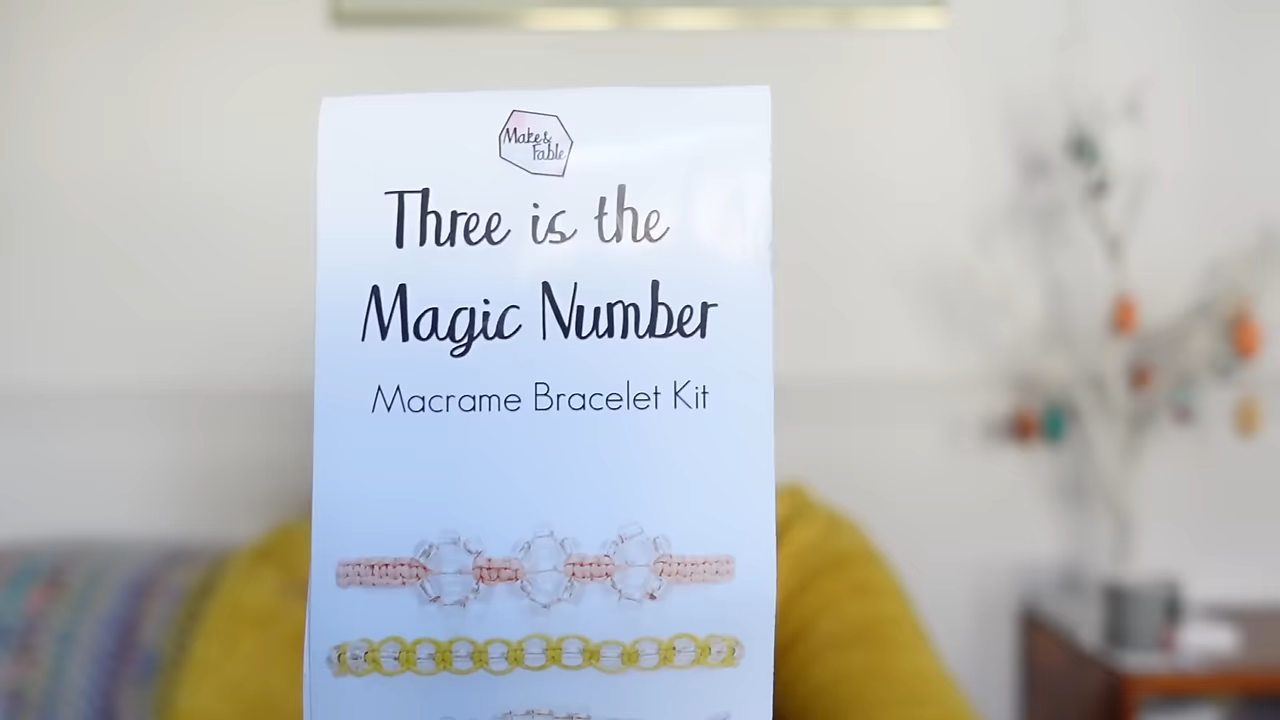 Make &
Fable
Three is the
Magic Number
Macrame Bracelet Kit